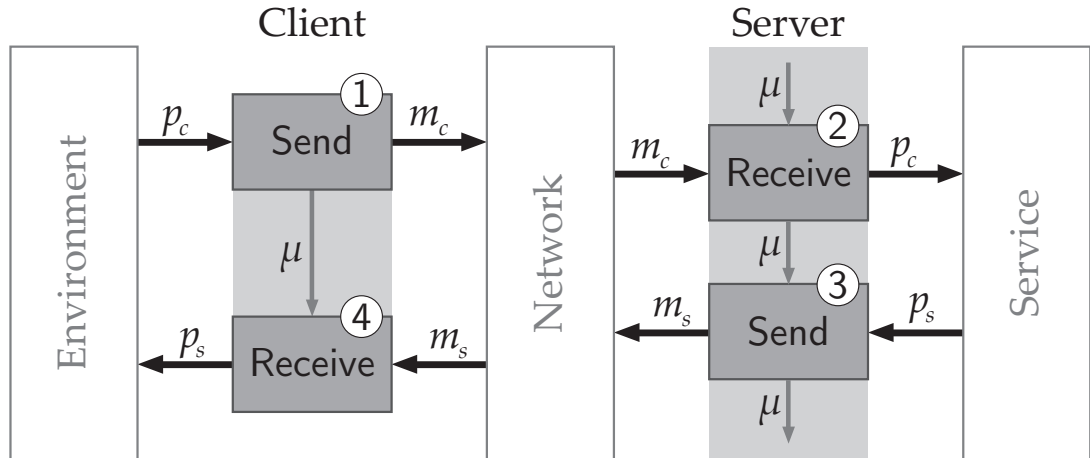 Client
Server
Environment
p_c
1
Send
m_c
μ
4
Receive
p_s
m_s
Network
m_c
μ
2
Receive
p_c
μ
3
Send
m_s
p_s
μ
Service